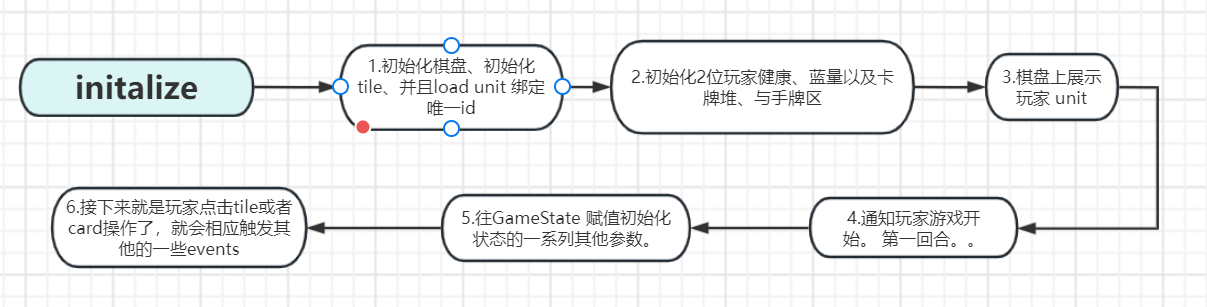 initalize
1.初始化棋盘、初始化
tile、并且load unit 绑定
唯一id
2.初始化2位玩家健康、蓝量以及卡
牌堆、与手牌区
3.棋盘上展示
玩家 unit
4.通知玩家游戏开
始。 第一回合。。
5.往GameState 赋值初始化
状态的一系列其他参数。
6.接下来就是玩家点击tile或者
card操作了，就会相应触发其
他的一些events